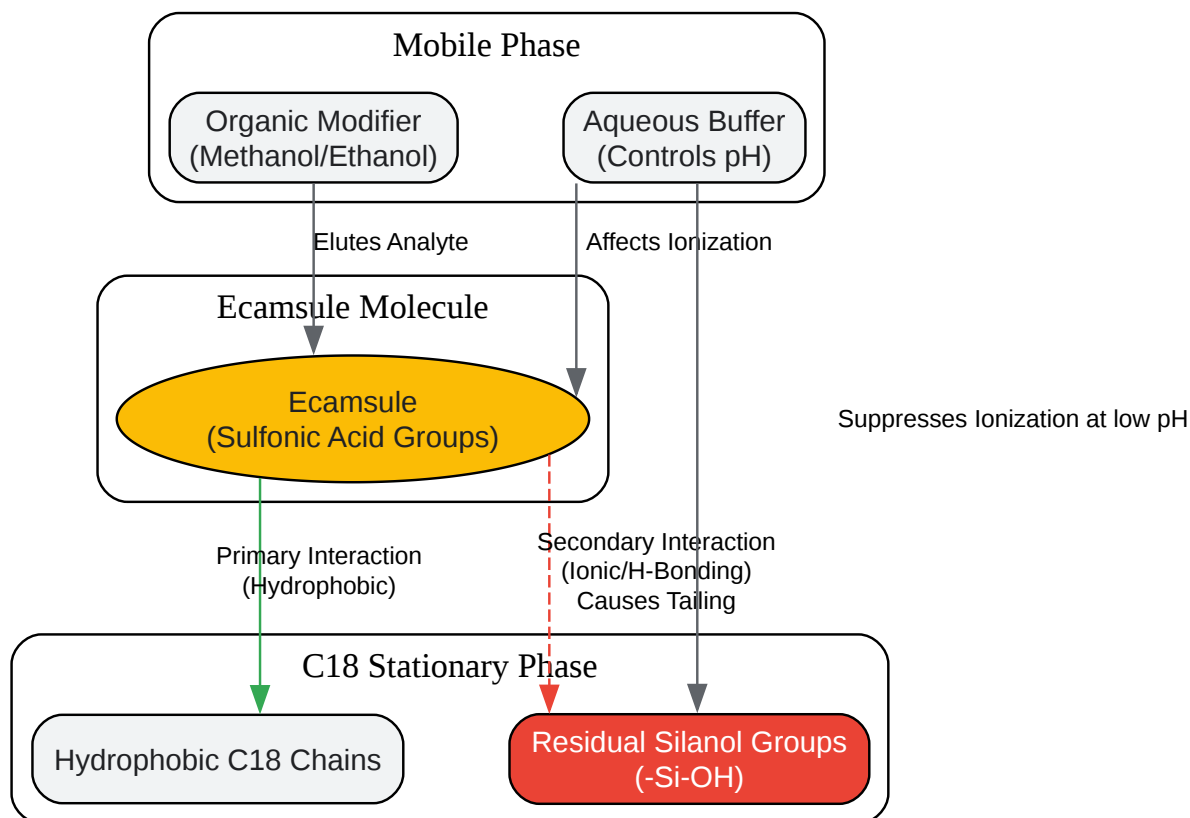 Mobile Phase
Organic Modifier
(Methanol/Ethanol)
Aqueous Buffer
(Controls pH)
Elutes Analyte
Affects Ionization
Ecamsule Molecule
Ecamsule
(Sulfonic Acid Groups)
Suppresses Ionization at low pH
Primary Interaction
(Hydrophobic)
Secondary Interaction
(Ionic/H-Bonding)
Causes Tailing
C18 Stationary Phase
Hydrophobic C18 Chains
Residual Silanol Groups
(-Si-OH)